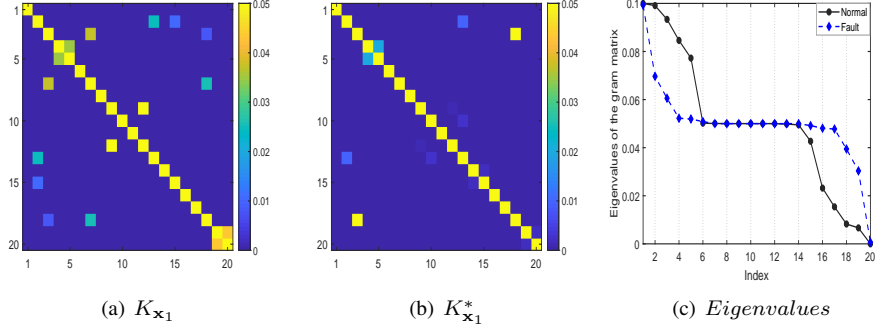 1
5
10
15
20
1 5 10 15 20
0.05
0.04
0.03
0.02
0.01
0
(a) K𝐱₁
1
5
10
15
20
1 5 10 15 20
0.05
0.04
0.03
0.02
0.01
0
(b) K*𝐱₁
Normal
Fault
Eigenvalues of the gram matrix
0.1
0.08
0.06
0.04
0.02
0
2 4 6 8 10 12 14 16 18 20
Index
(c) Eigenvalues